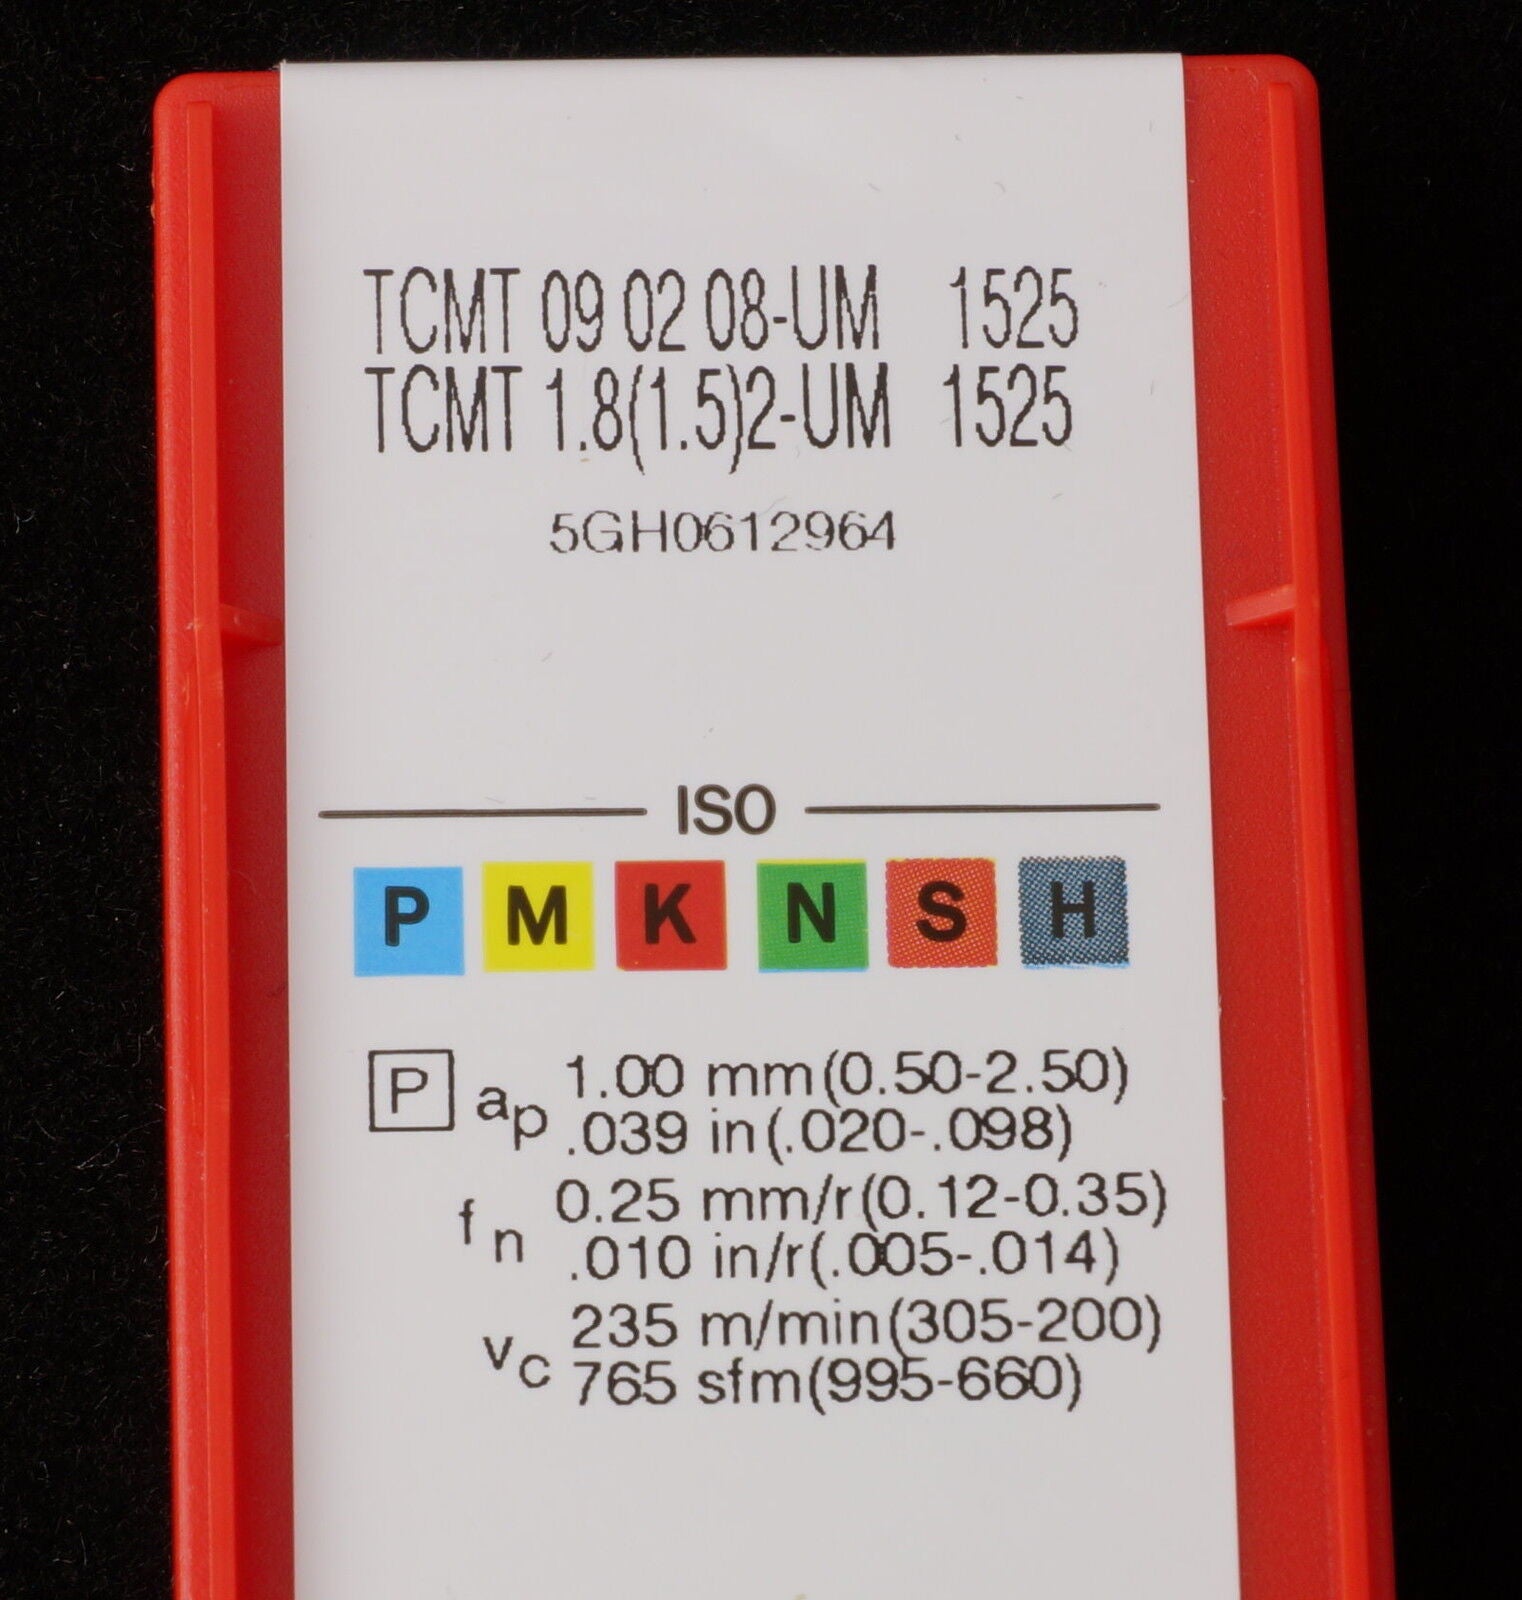 TCMT 09 02 08-UM 1525
TCMT 1.8(1.5)2-UM 1525
5GH0612964
ISO
P M K N S H
P ap 1.00 mm(0.50-2.50)
.039 in(.020-.098)
fn 0.25 mm/r(0.12-0.35)
.010 in/r(.005-.014)
vc 235 m/min(305-200)
765 sfm(995-660)